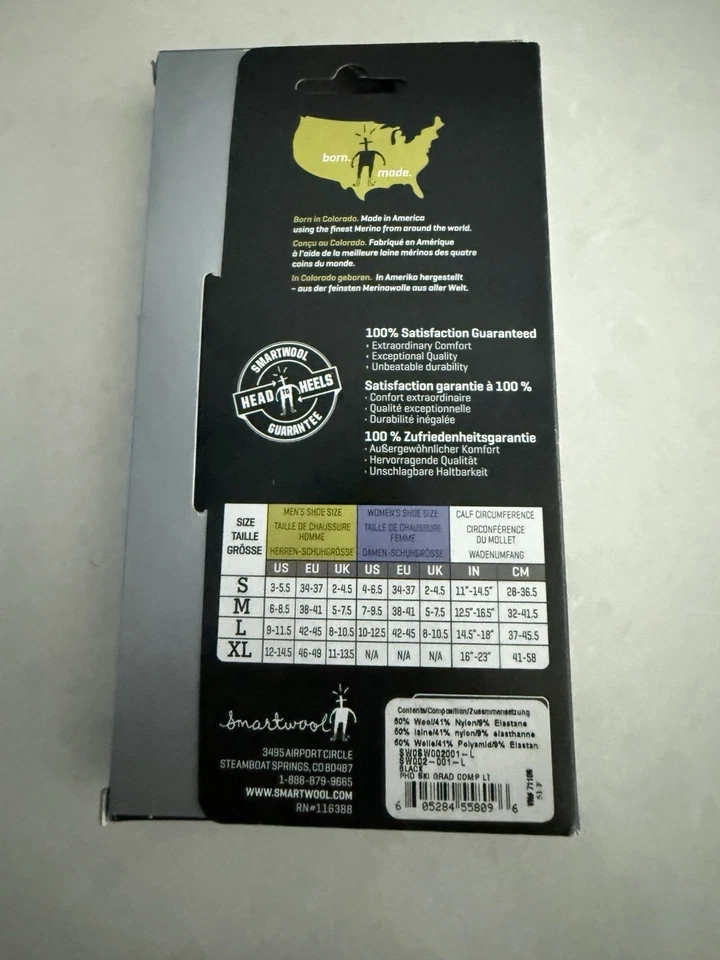 born.
made.
Born in Colorado. Made in America
using the finest Merino from around the world.
Conçu au Colorado. Fabriqué en Amérique
à l'aide de la meilleure laine mérinos des quatre
coins du monde.
In Colorado geboren. In Amerika hergestellt
– aus der feinsten Merinowolle aus aller Welt.
SMARTWOOL
HEAD TO HEELS
GUARANTEE
100% Satisfaction Guaranteed
• Extraordinary Comfort
• Exceptional Quality
• Unbeatable durability
Satisfaction garantie à 100 %
• Confort extraordinaire
• Qualité exceptionnelle
• Durabilité inégalée
100 % Zufriedenheitsgarantie
• Außergewöhnlicher Komfort
• Hervorragende Qualität
• Unschlagbare Haltbarkeit
SIZE TAILLE GRÖSSE
MEN'S SHOE SIZE TAILLE DE CHAUSSURE HOMME HERREN-SCHUHGRÖSSE
WOMEN'S SHOE SIZE TAILLE DE CHAUSSURE FEMME DAMEN-SCHUHGRÖSSE
CALF CIRCUMFERENCE CIRCONFÉRENCE DU MOLLET WADENUMFANG
US EU UK US EU UK IN CM
S 3-5.5 34-37 2-4.5 4-6.5 34-37 2-4.5 11"-14.5" 28-36.5
M 6-8.5 38-41 5-7.5 7-9.5 38-41 5-7.5 12.5"-16.5" 32-41.5
L 9-11.5 42-45 8-10.5 10-12.5 42-45 8-10.5 14.5"-18" 37-45.5
XL 12-14.5 46-49 11-13.5 N/A N/A N/A 16"-23" 41-58
smartwool
3495 AIRPORT CIRCLE
STEAMBOAT SPRINGS, CO 80487
1-888-879-9665
WWW.SMARTWOOL.COM
RN#116388
Contents/Composition/Zusammensetzung
50% Wool/41% Nylon/9% Elastane
50% laine/41% nylon/9% elasthanne
50% Wolle/41% Polyamid/9% Elastan
SW0SW002001-L
SW002-001-L
BLACK
PHD SKI GRAD COMP LT
6 05284 55809 6